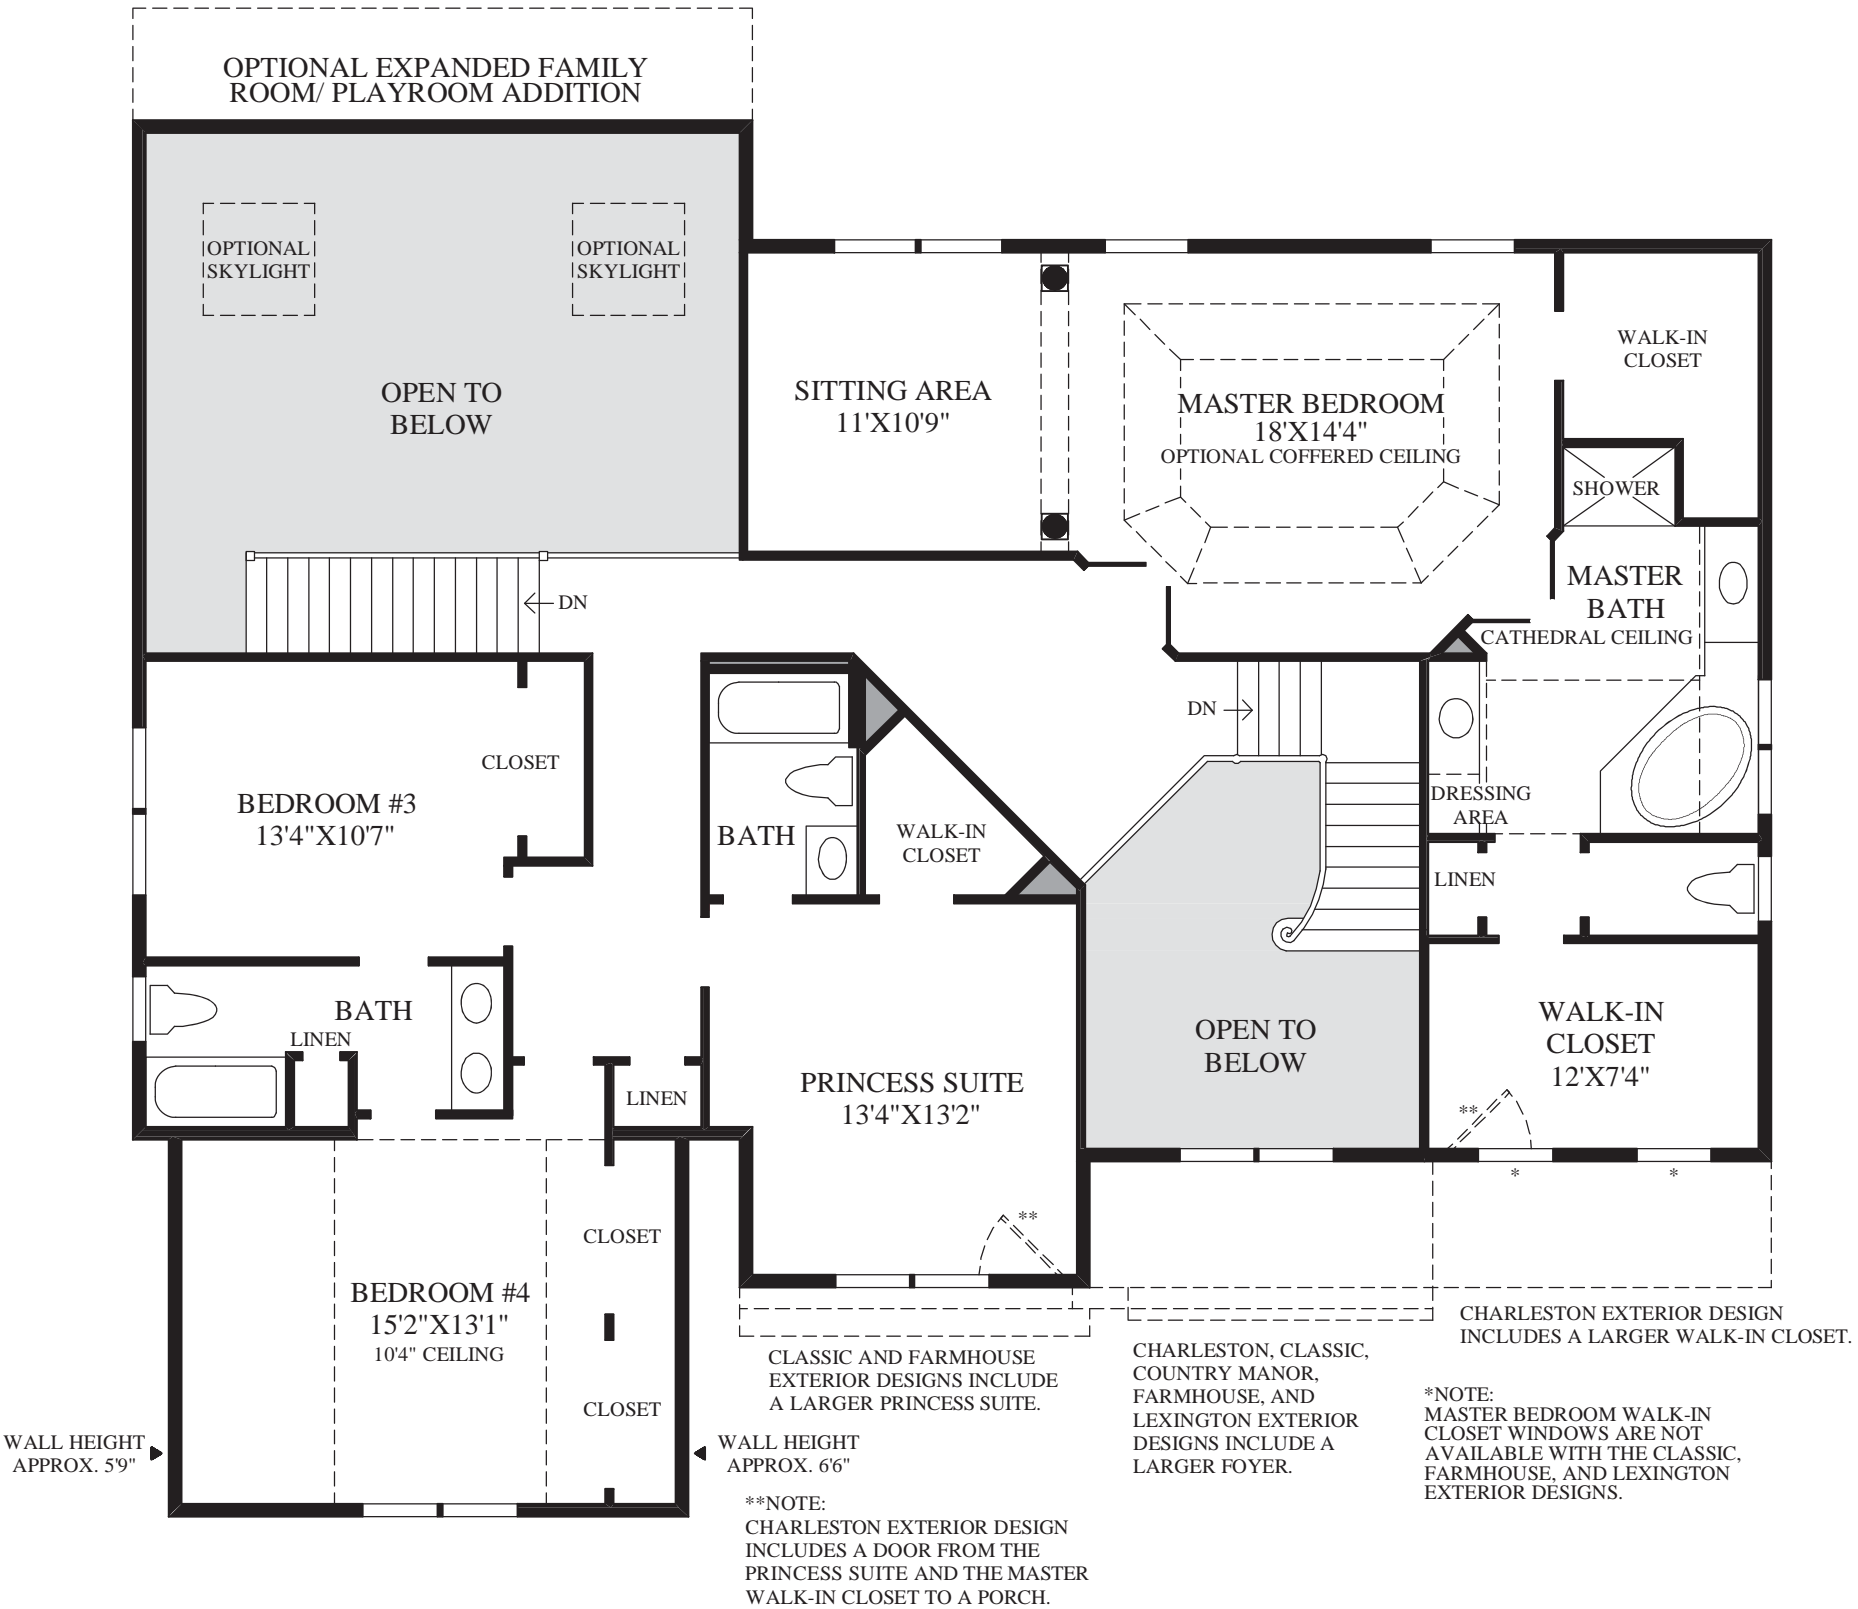 OPTIONAL EXPANDED FAMILY
ROOM/ PLAYROOM ADDITION
OPTIONAL
SKYLIGHT
OPTIONAL
SKYLIGHT
OPEN TO
BELOW
SITTING AREA
11'X10'9"
MASTER BEDROOM
18'X14'4"
OPTIONAL COFFERED CEILING
WALK-IN
CLOSET
SHOWER
MASTER
BATH
CATHEDRAL CEILING
DN
DN
CLOSET
BEDROOM #3
13'4"X10'7"
BATH
WALK-IN
CLOSET
DRESSING
AREA
LINEN
BATH
LINEN
LINEN
PRINCESS SUITE
13'4"X13'2"
OPEN TO
BELOW
WALK-IN
CLOSET
12'X7'4"
**
*
*
**
CLOSET
BEDROOM #4
15'2"X13'1"
10'4" CEILING
CLOSET
WALL HEIGHT
APPROX. 5'9"
WALL HEIGHT
APPROX. 6'6"
CLASSIC AND FARMHOUSE
EXTERIOR DESIGNS INCLUDE
A LARGER PRINCESS SUITE.
**NOTE:
CHARLESTON EXTERIOR DESIGN
INCLUDES A DOOR FROM THE
PRINCESS SUITE AND THE MASTER
WALK-IN CLOSET TO A PORCH.
CHARLESTON, CLASSIC,
COUNTRY MANOR,
FARMHOUSE, AND
LEXINGTON EXTERIOR
DESIGNS INCLUDE A
LARGER FOYER.
CHARLESTON EXTERIOR DESIGN
INCLUDES A LARGER WALK-IN CLOSET.
*NOTE:
MASTER BEDROOM WALK-IN
CLOSET WINDOWS ARE NOT
AVAILABLE WITH THE CLASSIC,
FARMHOUSE, AND LEXINGTON
EXTERIOR DESIGNS.